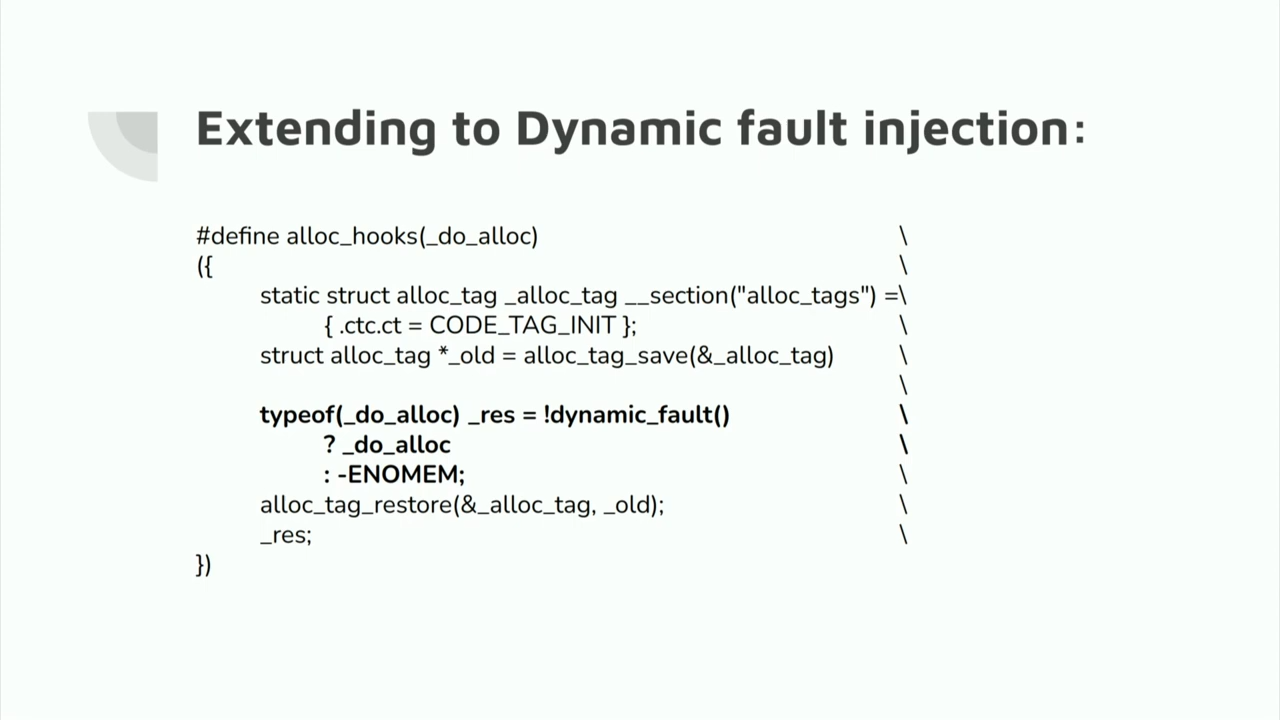 Extending to Dynamic fault injection:
#define alloc_hooks(_do_alloc) \
({ \
static struct alloc_tag _alloc_tag __section("alloc_tags") =\
{ .ctc.ct = CODE_TAG_INIT }; \
struct alloc_tag *_old = alloc_tag_save(&_alloc_tag) \
\
typeof(_do_alloc) _res = !dynamic_fault() \
? _do_alloc \
: -ENOMEM; \
alloc_tag_restore(&_alloc_tag, _old); \
_res; \
})